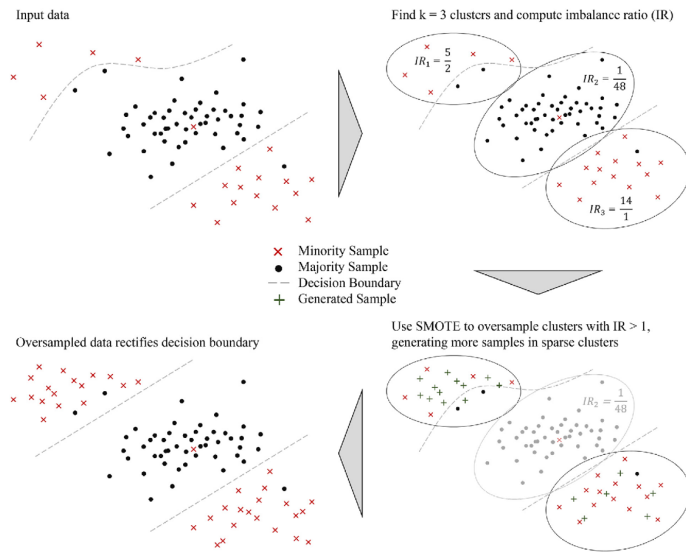 Input data
Find k = 3 clusters and compute imbalance ratio (IR)
IR₁ = 5/2
IR₂ = 1/48
IR₃ = 14/1
Minority Sample
Majority Sample
Decision Boundary
Generated Sample
Oversampled data rectifies decision boundary
Use SMOTE to oversample clusters with IR > 1,
generating more samples in sparse clusters
IR₂ = 1/48